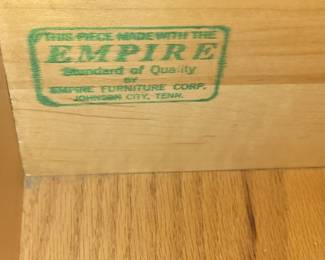 THIS PIECE MADE WITH THE
EMPIRE
Standard of Quality
BY
EMPIRE FURNITURE CORP.
JOHNSON CITY, TENN.